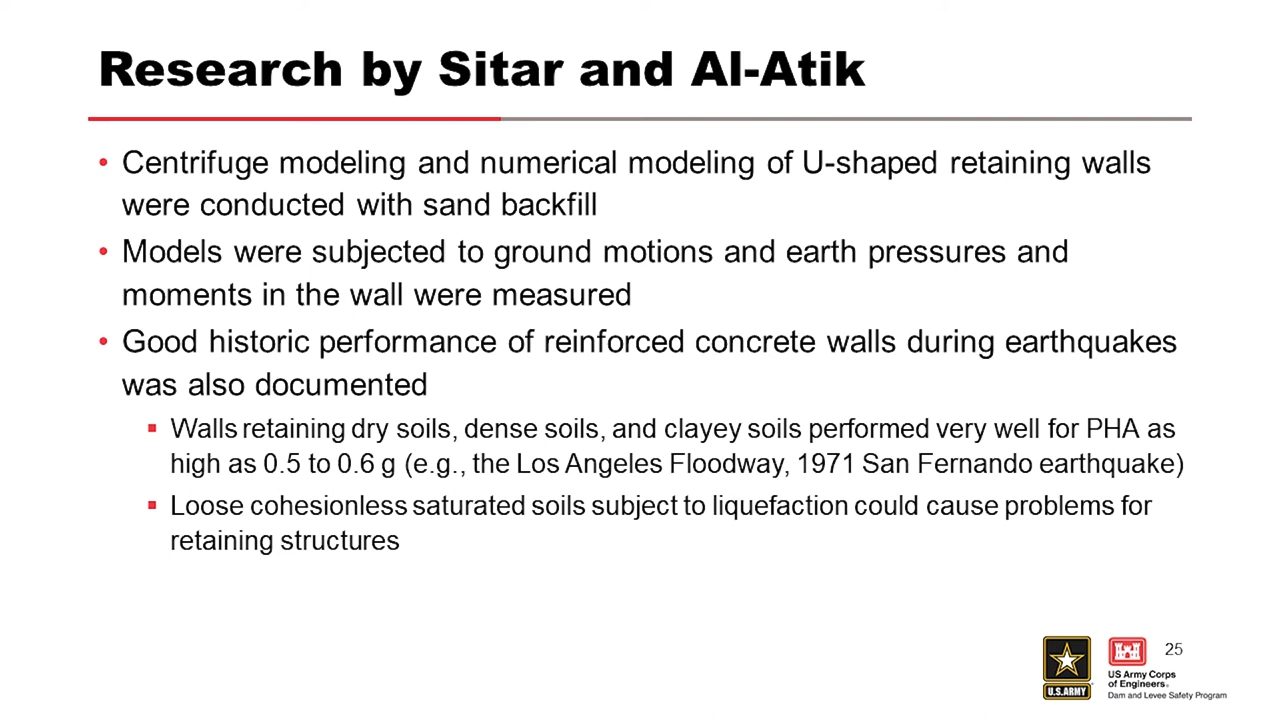 Research by Sitar and Al-Atik
• Centrifuge modeling and numerical modeling of U-shaped retaining walls
were conducted with sand backfill
• Models were subjected to ground motions and earth pressures and
moments in the wall were measured
• Good historic performance of reinforced concrete walls during earthquakes
was also documented
▪ Walls retaining dry soils, dense soils, and clayey soils performed very well for PHA as
high as 0.5 to 0.6 g (e.g., the Los Angeles Floodway, 1971 San Fernando earthquake)
▪ Loose cohesionless saturated soils subject to liquefaction could cause problems for
retaining structures
25
U.S.ARMY
US Army Corps
of Engineers®
Dam and Levee Safety Program